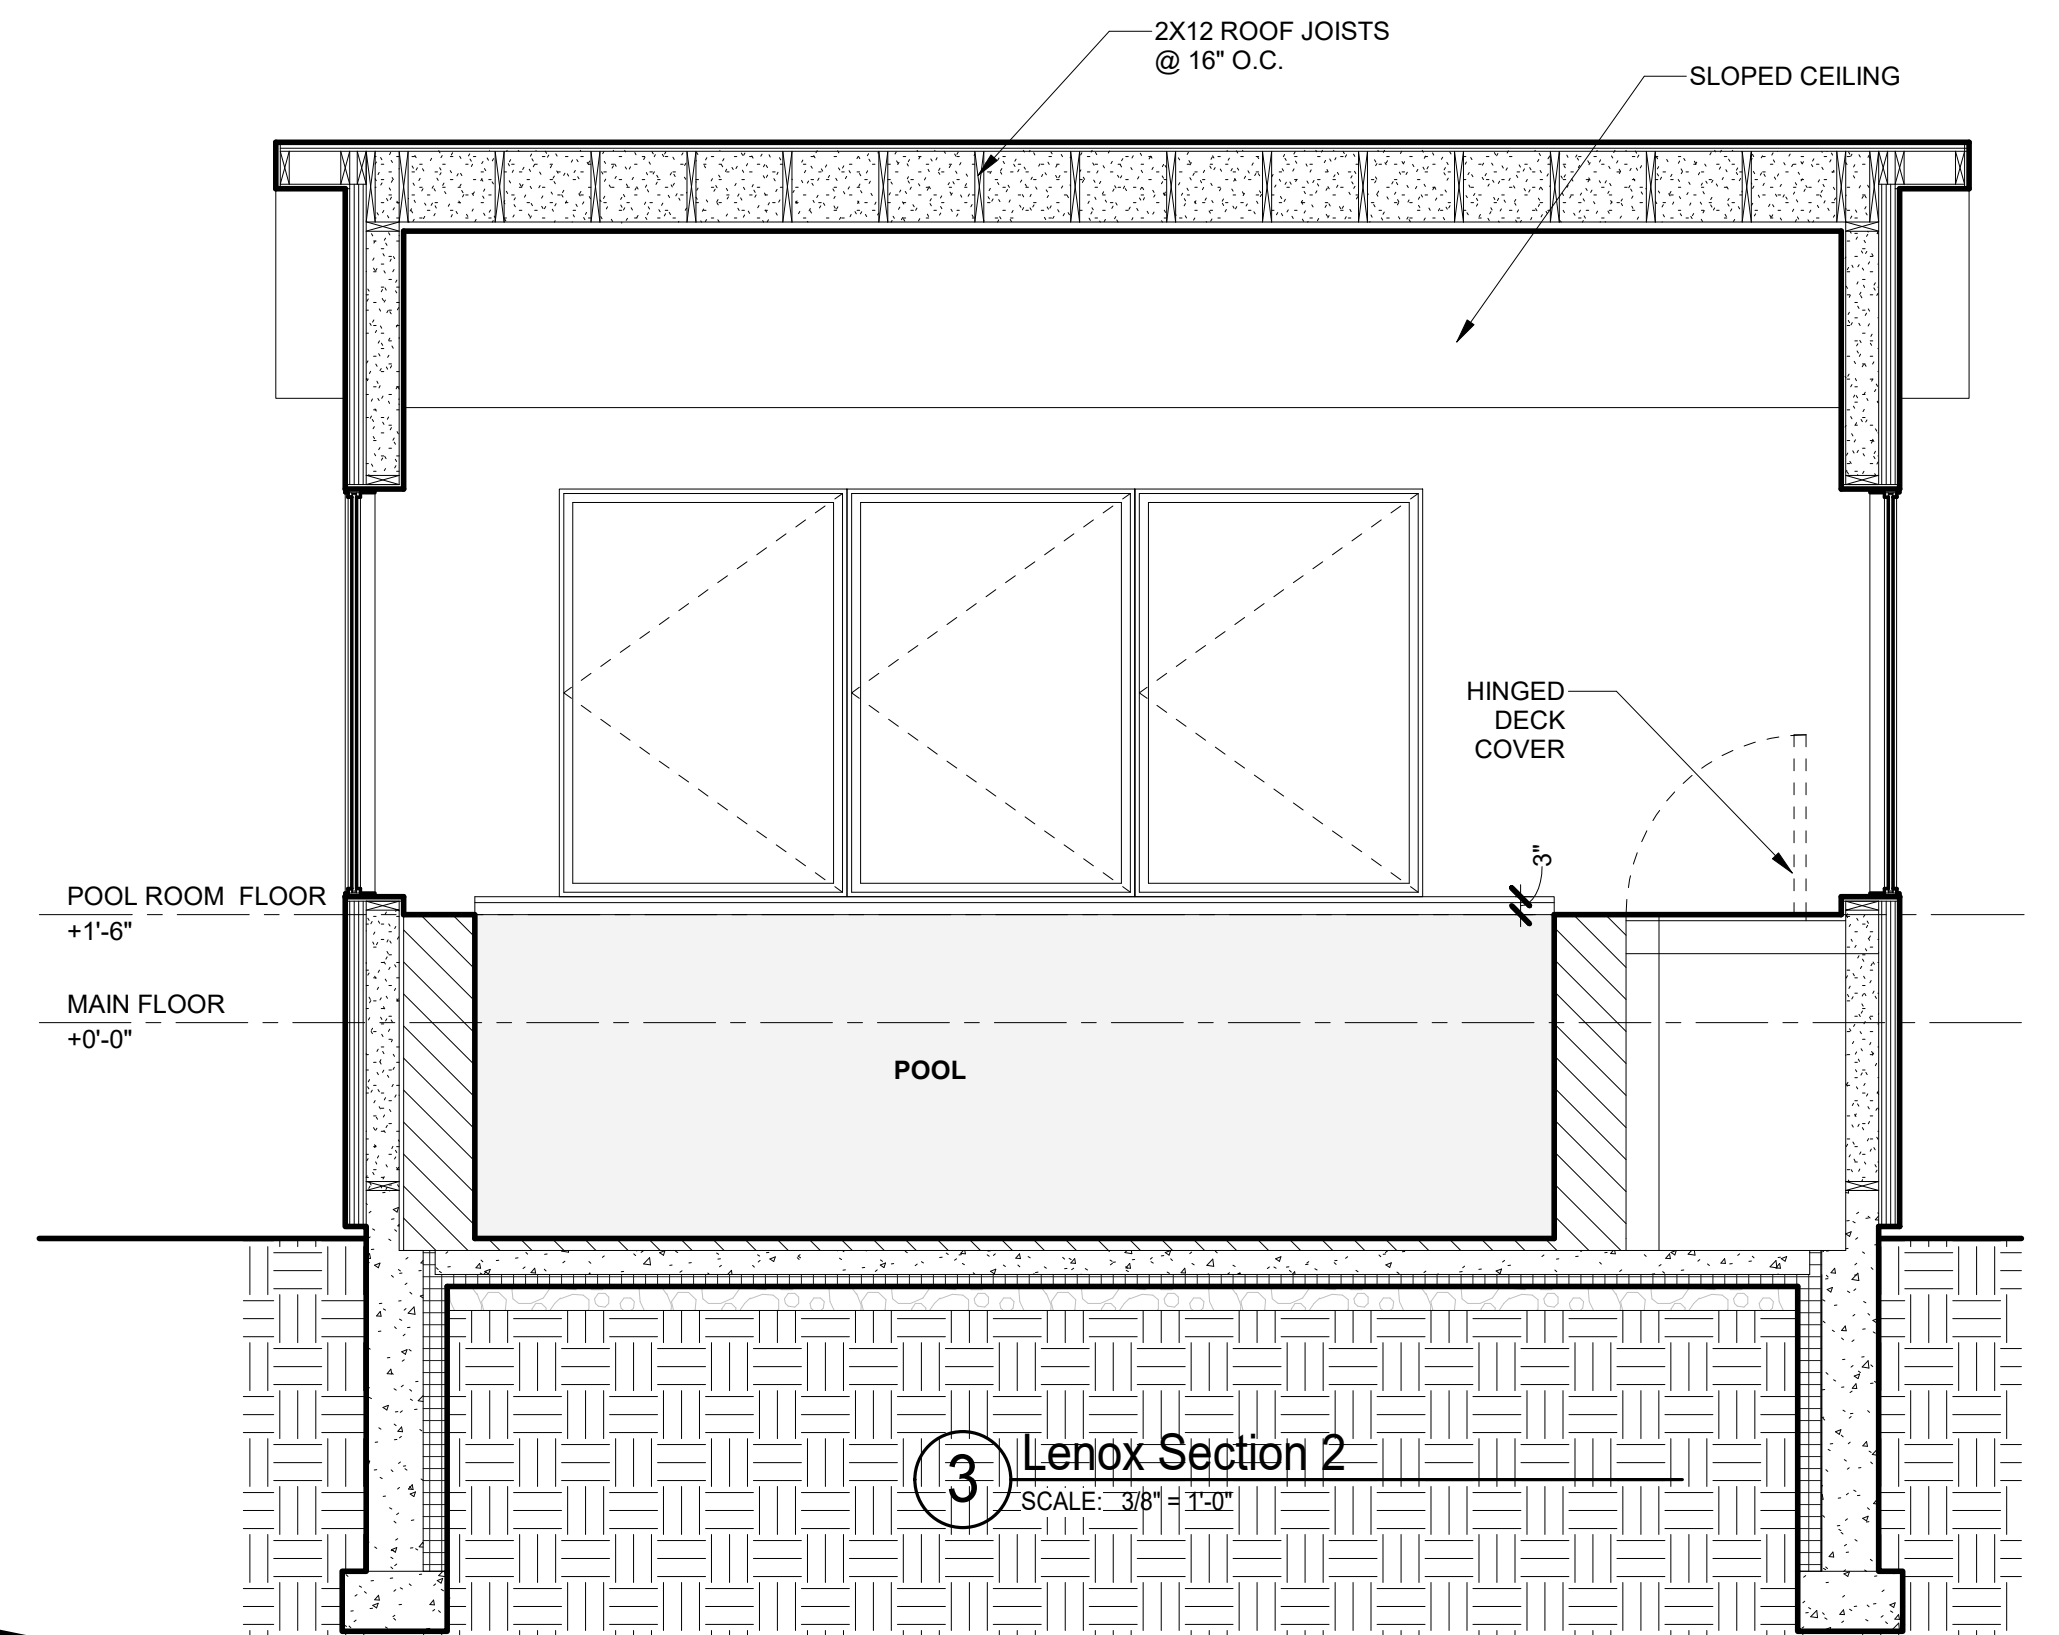 2X12 ROOF JOISTS
@ 16" O.C.
SLOPED CEILING
HINGED
DECK
COVER
3"
POOL ROOM FLOOR
+1'-6"
MAIN FLOOR
+0'-0"
POOL
3
Lenox Section 2
SCALE: 3/8" = 1'-0"